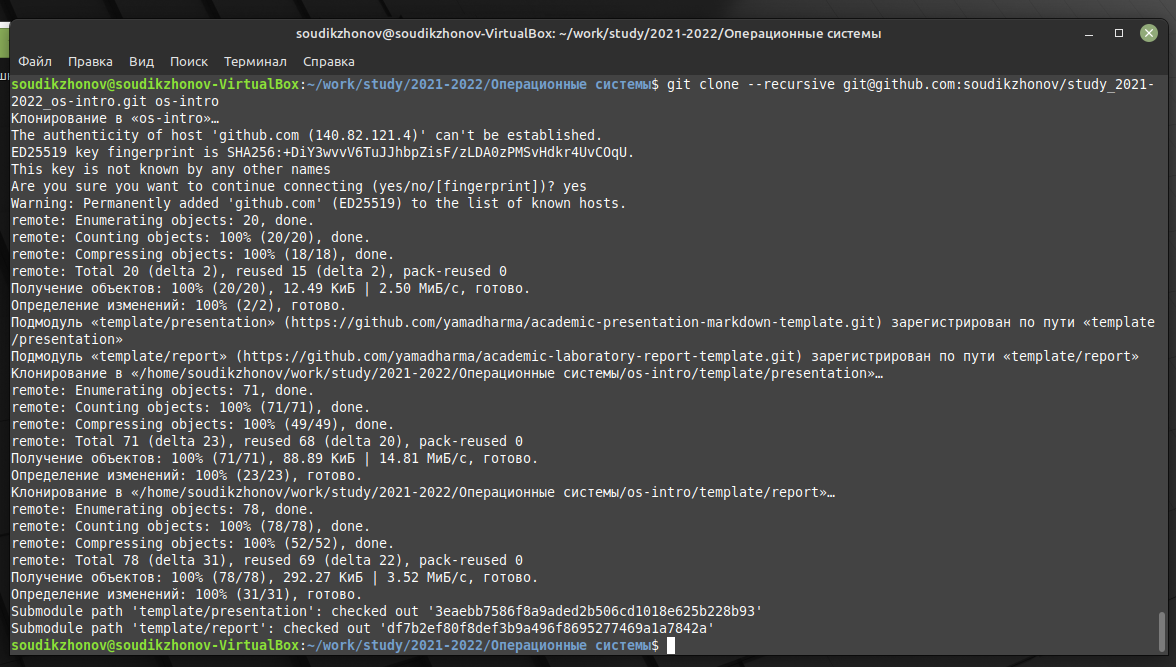 soudikzhonov@soudikzhonov-VirtualBox: ~/work/study/2021-2022/Операционные системы
Файл Правка Вид Поиск Терминал Справка
soudikzhonov@soudikzhonov-VirtualBox:~/work/study/2021-2022/Операционные системы$ git clone --recursive git@github.com:soudikzhonov/study_2021-
2022_os-intro.git os-intro
Клонирование в «os-intro»…
The authenticity of host 'github.com (140.82.121.4)' can't be established.
ED25519 key fingerprint is SHA256:+DiY3wvvV6TuJJhbpZisF/zLDA0zPMSvHdkr4UvCOqU.
This key is not known by any other names
Are you sure you want to continue connecting (yes/no/[fingerprint])? yes
Warning: Permanently added 'github.com' (ED25519) to the list of known hosts.
remote: Enumerating objects: 20, done.
remote: Counting objects: 100% (20/20), done.
remote: Compressing objects: 100% (18/18), done.
remote: Total 20 (delta 2), reused 15 (delta 2), pack-reused 0
Получение объектов: 100% (20/20), 12.49 КиБ | 2.50 МиБ/с, готово.
Определение изменений: 100% (2/2), готово.
Подмодуль «template/presentation» (https://github.com/yamadharma/academic-presentation-markdown-template.git) зарегистрирован по пути «template
/presentation»
Подмодуль «template/report» (https://github.com/yamadharma/academic-laboratory-report-template.git) зарегистрирован по пути «template/report»
Клонирование в «/home/soudikzhonov/work/study/2021-2022/Операционные системы/os-intro/template/presentation»…
remote: Enumerating objects: 71, done.
remote: Counting objects: 100% (71/71), done.
remote: Compressing objects: 100% (49/49), done.
remote: Total 71 (delta 23), reused 68 (delta 20), pack-reused 0
Получение объектов: 100% (71/71), 88.89 КиБ | 14.81 МиБ/с, готово.
Определение изменений: 100% (23/23), готово.
Клонирование в «/home/soudikzhonov/work/study/2021-2022/Операционные системы/os-intro/template/report»…
remote: Enumerating objects: 78, done.
remote: Counting objects: 100% (78/78), done.
remote: Compressing objects: 100% (52/52), done.
remote: Total 78 (delta 31), reused 69 (delta 22), pack-reused 0
Получение объектов: 100% (78/78), 292.27 КиБ | 3.52 МиБ/с, готово.
Определение изменений: 100% (31/31), готово.
Submodule path 'template/presentation': checked out '3eaebb7586f8a9aded2b506cd1018e625b228b93'
Submodule path 'template/report': checked out 'df7b2ef80f8def3b9a496f8695277469a1a7842a'
soudikzhonov@soudikzhonov-VirtualBox:~/work/study/2021-2022/Операционные системы$